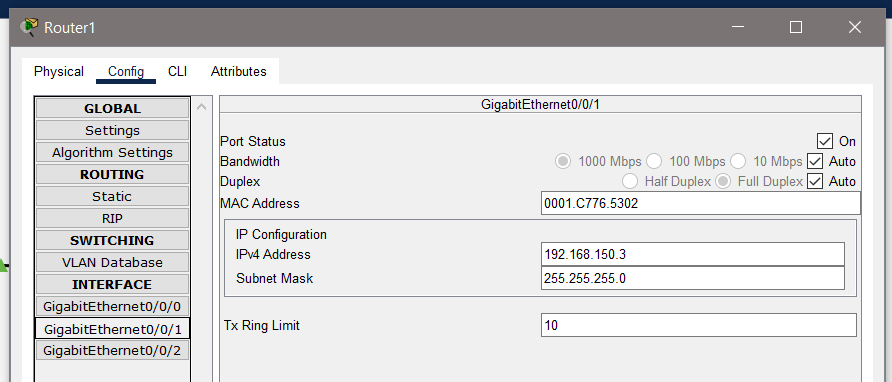 Router1
Physical Config CLI Attributes
GLOBAL
Settings
Algorithm Settings
ROUTING
Static
RIP
SWITCHING
VLAN Database
INTERFACE
GigabitEthernet0/0/0
GigabitEthernet0/0/1
GigabitEthernet0/0/2
GigabitEthernet0/0/1
Port Status On
Bandwidth 1000 Mbps 100 Mbps 10 Mbps Auto
Duplex Half Duplex Full Duplex Auto
MAC Address 0001.C776.5302
IP Configuration
IPv4 Address 192.168.150.3
Subnet Mask 255.255.255.0
Tx Ring Limit 10